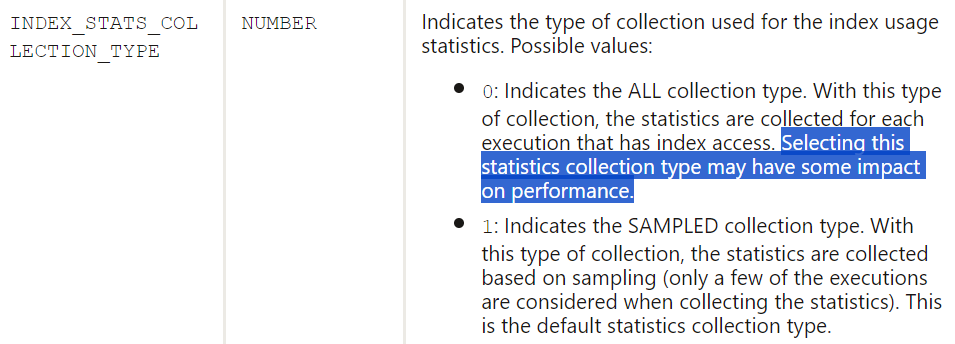 INDEX_STATS_COL
LECTION_TYPE
NUMBER
Indicates the type of collection used for the index usage
statistics. Possible values:
• 0: Indicates the ALL collection type. With this type
of collection, the statistics are collected for each
execution that has index access. Selecting this
statistics collection type may have some impact
on performance.
• 1: Indicates the SAMPLED collection type. With
this type of collection, the statistics are collected
based on sampling (only a few of the executions
are considered when collecting the statistics). This
is the default statistics collection type.